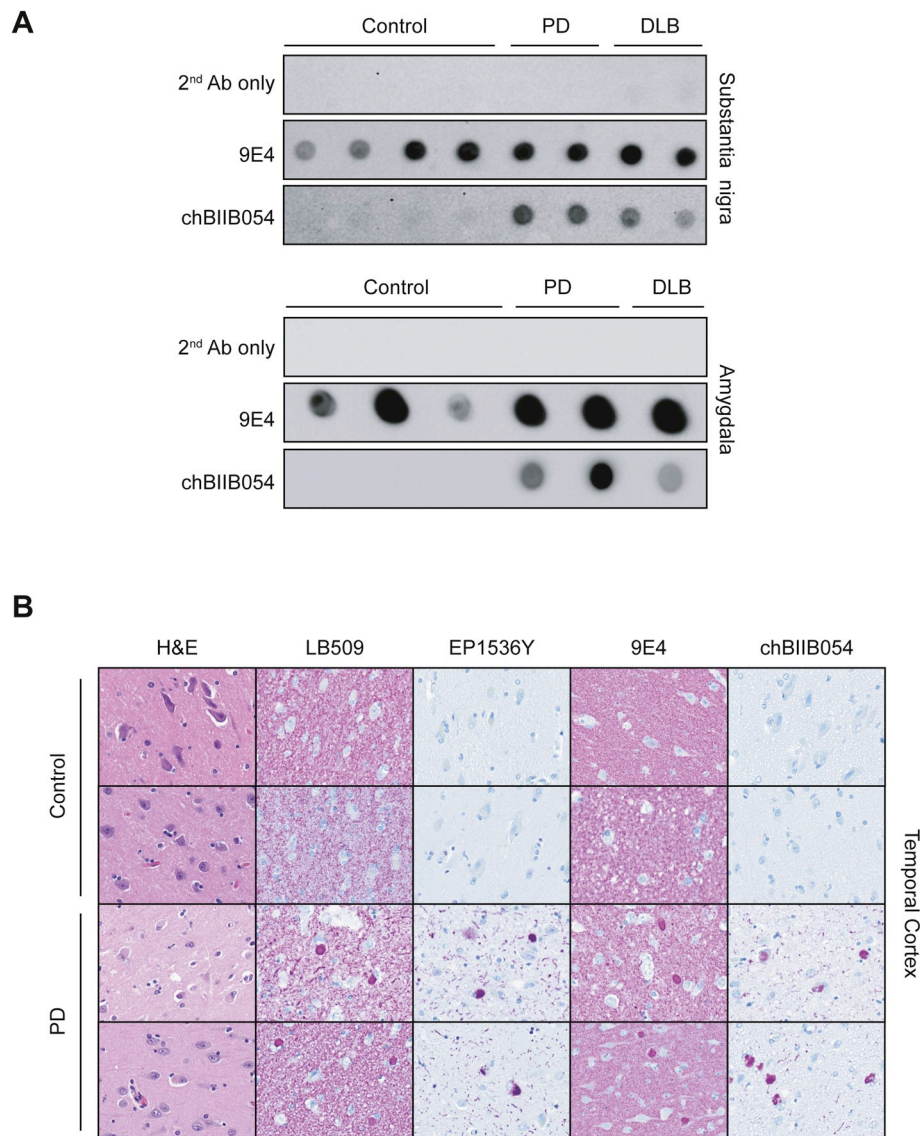 A
Control PD DLB
2nd Ab only
9E4
chBIIB054
Substantia nigra
Control PD DLB
2nd Ab only
9E4
chBIIB054
Amygdala
B
H&E LB509 EP1536Y 9E4 chBIIB054
Control
PD
Temporal Cortex